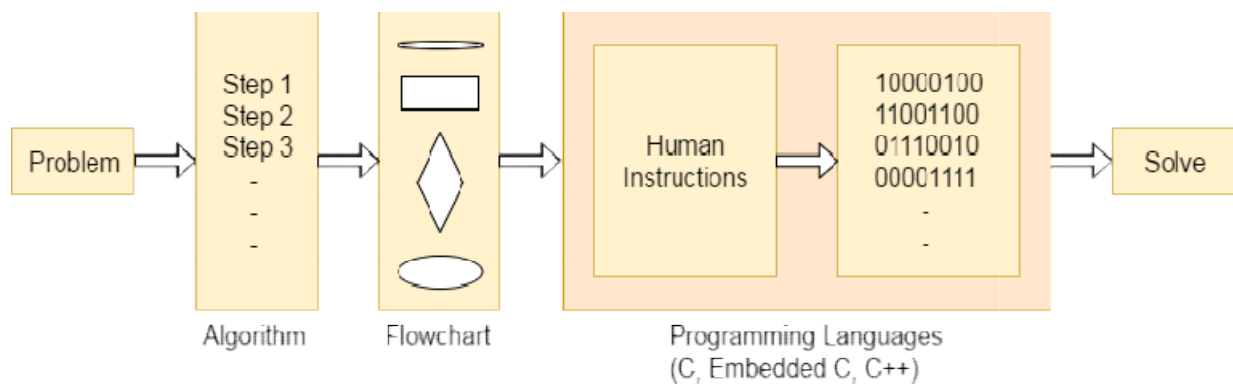 Problem
Step 1
Step 2
Step 3
-
-
-
Algorithm
Flowchart
Human
Instructions
10000100
11001100
01110010
00001111
-
-
Programming Languages
(C, Embedded C, C++)
Solve